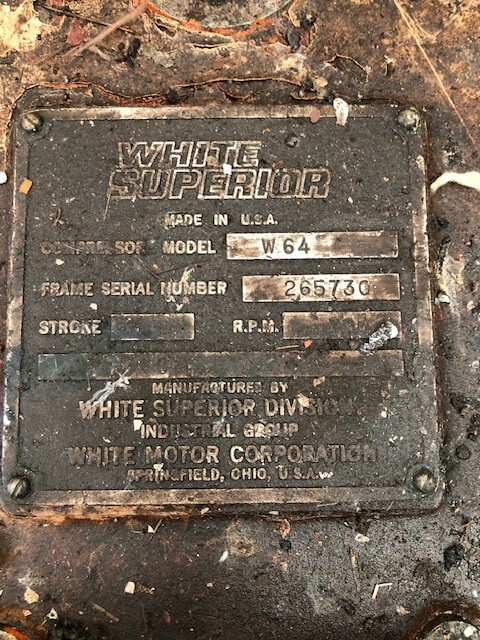 WHITE
SUPERIOR
MADE IN U.S.A.
COMPRESSOR MODEL W 64
FRAME SERIAL NUMBER 265730
STROKE R.P.M.
MANUFACTURED BY
WHITE SUPERIOR DIVISION
INDUSTRIAL GROUP
WHITE MOTOR CORPORATION
SPRINGFIELD, OHIO, U.S.A.